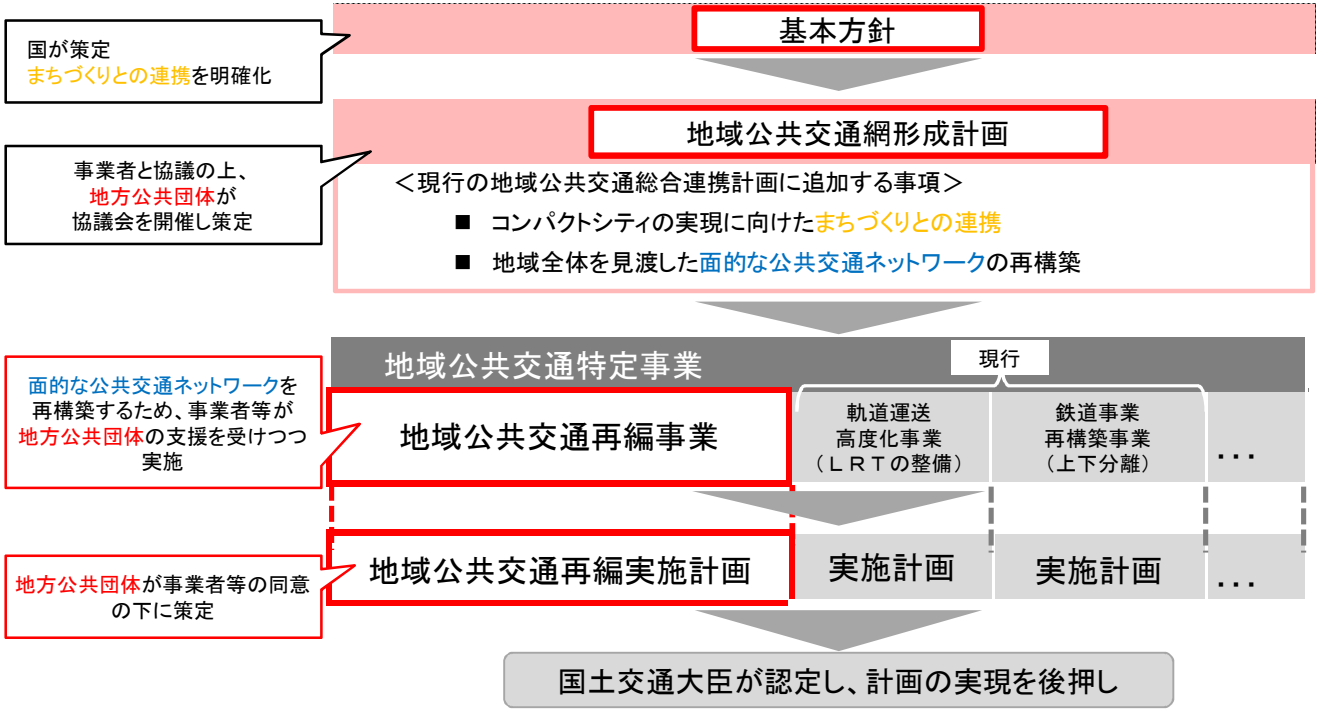 基本方針
国が策定
まちづくりとの連携を明確化
地域公共交通網形成計画
事業者と協議の上、
地方公共団体が
協議会を開催し策定
＜現行の地域公共交通総合連携計画に追加する事項＞
■ コンパクトシティの実現に向けたまちづくりとの連携
■ 地域全体を見渡した面的な公共交通ネットワークの再構築
地域公共交通特定事業
現行
面的な公共交通ネットワークを
再構築するため、事業者等が
地方公共団体の支援を受けつつ
実施
地域公共交通再編事業
軌道運送
高度化事業
（ＬＲＴの整備）
鉄道事業
再構築事業
（上下分離）
・・・
地方公共団体が事業者等の同意
の下に策定
地域公共交通再編実施計画
実施計画
実施計画
・・・
国土交通大臣が認定し、計画の実現を後押し